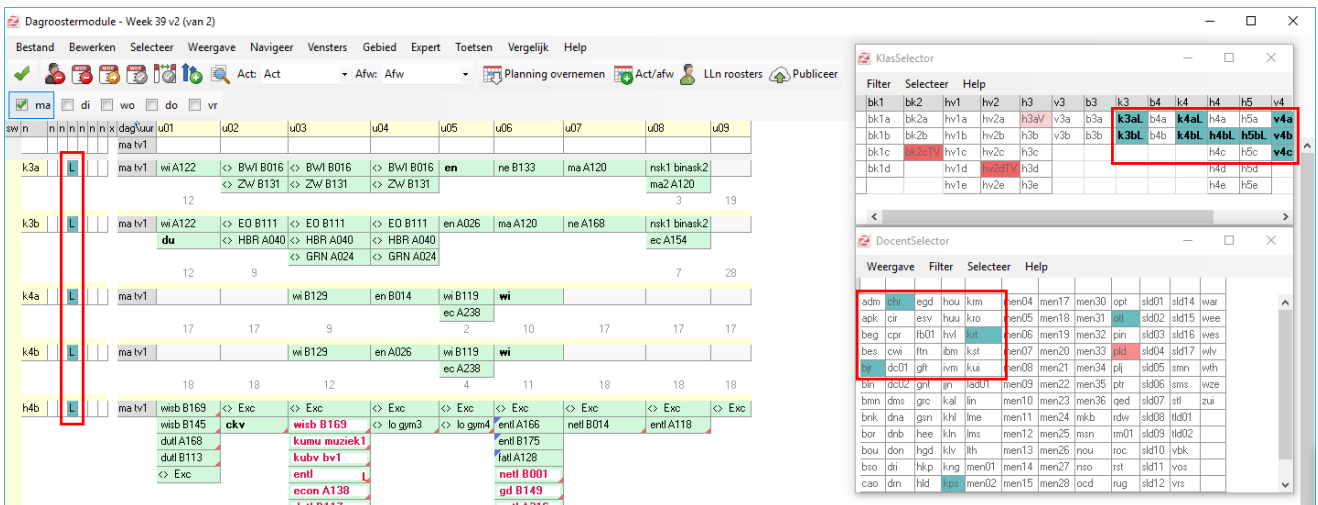 Dagroostermodule - Week 39 v2 (van 2)
Bestand Bewerken Selecteer Weergave Navigeer Vensters Gebied Expert Toetsen Vergelijk Help
Act: Act Afw: Afw Planning overnemen Act/afw LLn roosters Publiceer
ma di wo do vr
sw n n n n n n n x dag\uur u01 u02 u03 u04 u05 u06 u07 u08 u09
ma tv1
k3a L ma tv1 wi A122 <> BWI B016 <> BWI B016 <> BWI B016 en ne B133 ma A120 nsk1 binask2
<> ZW B131 <> ZW B131 <> ZW B131 ma2 A120
12 3 19
k3b L ma tv1 wi A122 <> EO B111 <> EO B111 <> EO B111 en A026 ma A120 ne A168 nsk1 binask2
du <> HBR A040 <> HBR A040 <> HBR A040 ec A154
<> GRN A024 <> GRN A024
12 9 7 28
k4a L ma tv1 wi B129 en B014 wi B119 wi
ec A238
17 17 9 2 10 17 17 17
k4b L ma tv1 wi B129 en A026 wi B119 wi
ec A238
18 18 12 4 11 18 18 18
h4b L ma tv1 wisb B169 <> Exc <> Exc <> Exc <> Exc <> Exc <> Exc <> Exc <> Exc
wisb B145 ckv wisb B169 <> lo gym3 <> lo gym4 entl A166 netl B014 entl A118
dutl A168 kumu muziek1 entl B175
dutl B113 kubv bv1 fatl A128
<> Exc entl L netl B001
econ A138 gd B149
KlasSelector
Filter Selecteer Help
bk1 bk2 hv1 hv2 h3 v3 b3 k3 b4 k4 h4 h5 v4
bk1a bk2a hv1a hv2a h3aV v3a b3a k3aL b4a k4aL h4a h5a v4a
bk1b bk2b hv1b hv2b h3b v3b b3b k3bL b4b k4bL h4bL h5bL v4b
bk1c bk2cTV hv1c hv2c h3c h4c h5c v4c
bk1d hv1d hv2dTV h3d h4d h5d
hv1e hv2e h3e h4e h5e
DocentSelector
Weergave Filter Selecteer Help
adm chr egd hou krm men04 men17 men30 opt sld01 sld14 war
apk cir esv huu kro men05 men18 men31 otl sld02 sld15 wee
beg cpr fb01 hvl krt men06 men19 men32 pin sld03 sld16 wes
bes cwi ftn ibm kst men07 men20 men33 pld sld04 sld17 wlv
bjr dc01 gft ivm kui men08 men21 men34 plj sld05 smn wth
bln dc02 gnt jjn lad01 men09 men22 men35 ptr sld06 sms wze
bmn dms grc kal lin men10 men23 men36 qed sld07 stl zui
bnk dna gsn khl lme men11 men24 mkb rdw sld08 tld01
bor dnb hee kln lms men12 men25 msn rm01 sld09 tld02
bou don hgd klv lth men13 men26 nou roc sld10 vbk
bso dri hkp kng men01 men14 men27 nso rst sld11 vos
cao drn hld kps men02 men15 men28 ocd rug sld12 vrs